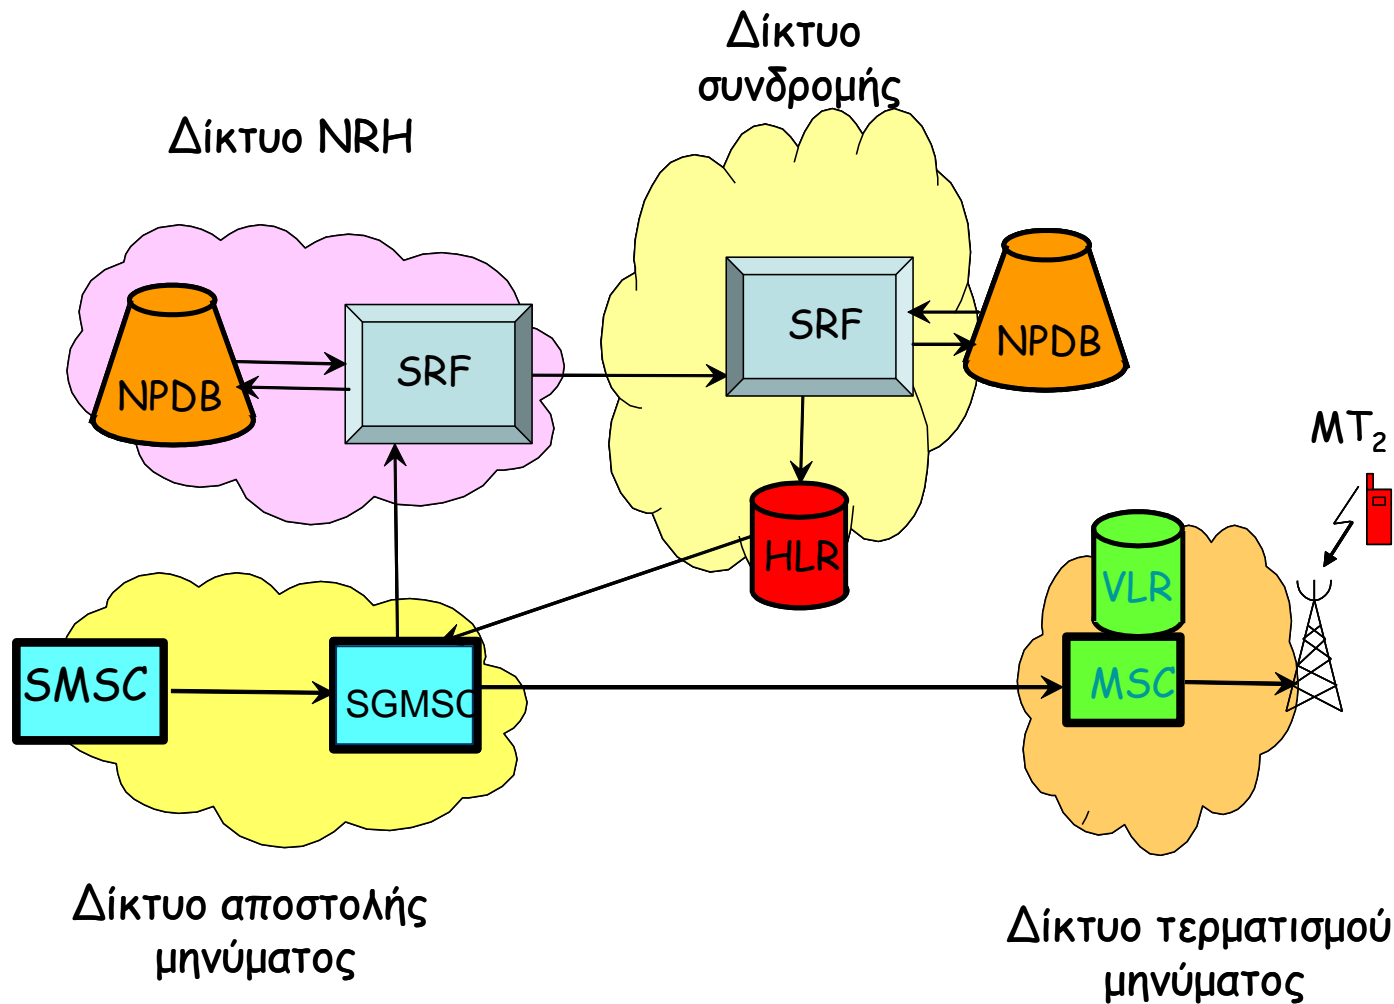 Δίκτυο
συνδρομής
Δίκτυο NRH
SRF
NPDB
SRF
NPDB
MT2
HLR
VLR
SMSC
SGMSC
MSC
Δίκτυο αποστολής
μηνύματος
Δίκτυο τερματισμού
μηνύματος